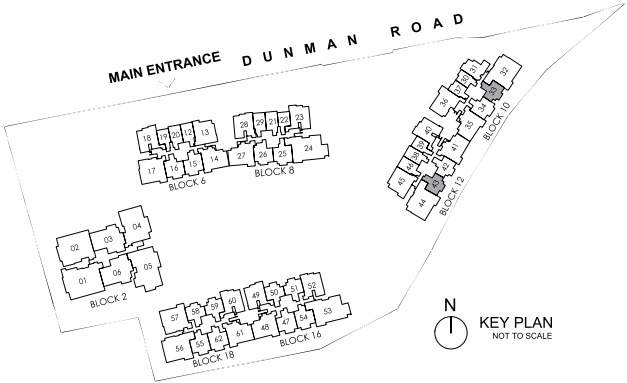 MAIN ENTRANCE DUNMAN ROAD
31 32
30 33
37
36 34
35
BLOCK 10
28 29 21 22 23
18 19 20 12 13
17 16 15 14 27 26 25 24
BLOCK 6 BLOCK 8
40
39 41
38
46 42
45 43
44
BLOCK 12
04
02 03
01 06 05
BLOCK 2
49 50 51 52
57 58 59 60
56 55 62 61 48 47 54 53
BLOCK 18 BLOCK 16
N
KEY PLAN
NOT TO SCALE